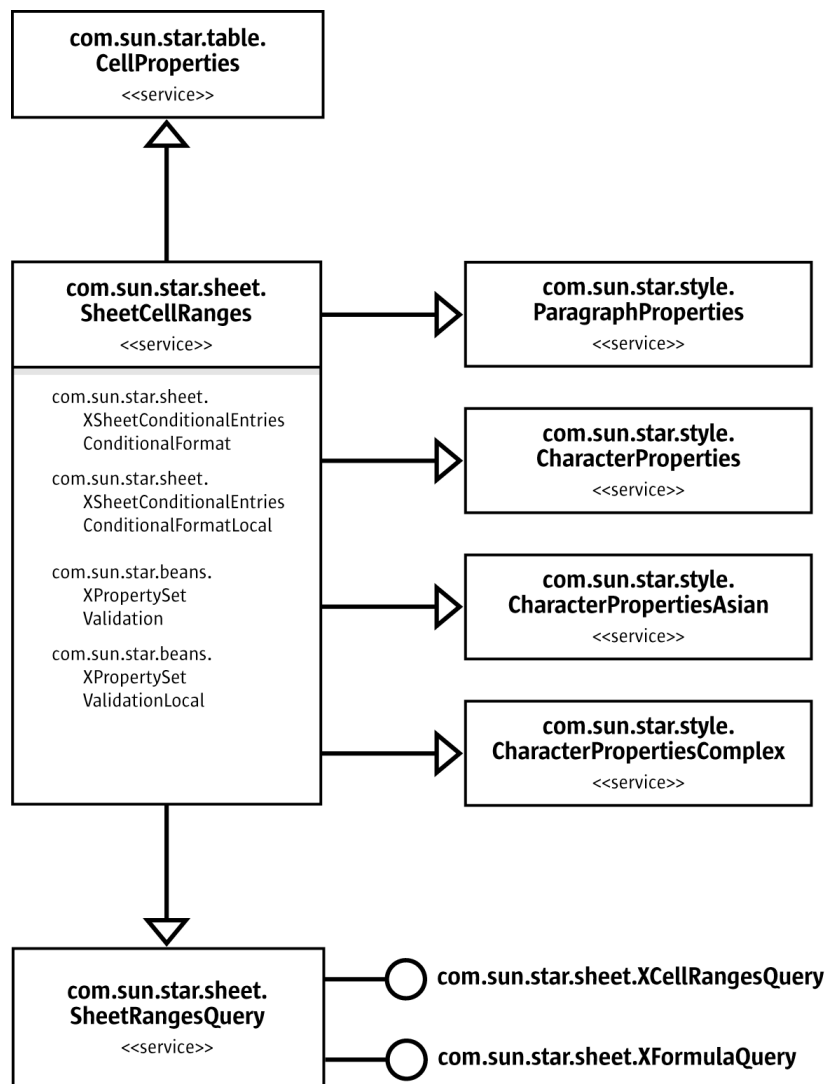 com.sun.star.table.
CellProperties
<<service>>
com.sun.star.sheet.
SheetCellRanges
<<service>>
com.sun.star.sheet.
XSheetConditionalEntries
ConditionalFormat
com.sun.star.sheet.
XSheetConditionalEntries
ConditionalFormatLocal
com.sun.star.beans.
XPropertySet
Validation
com.sun.star.beans.
XPropertySet
ValidationLocal
com.sun.star.style.
ParagraphProperties
<<service>>
com.sun.star.style.
CharacterProperties
<<service>>
com.sun.star.style.
CharacterPropertiesAsian
<<service>>
com.sun.star.style.
CharacterPropertiesComplex
<<service>>
com.sun.star.sheet.
SheetRangesQuery
<<service>>
com.sun.star.sheet.XCellRangesQuery
com.sun.star.sheet.XFormulaQuery